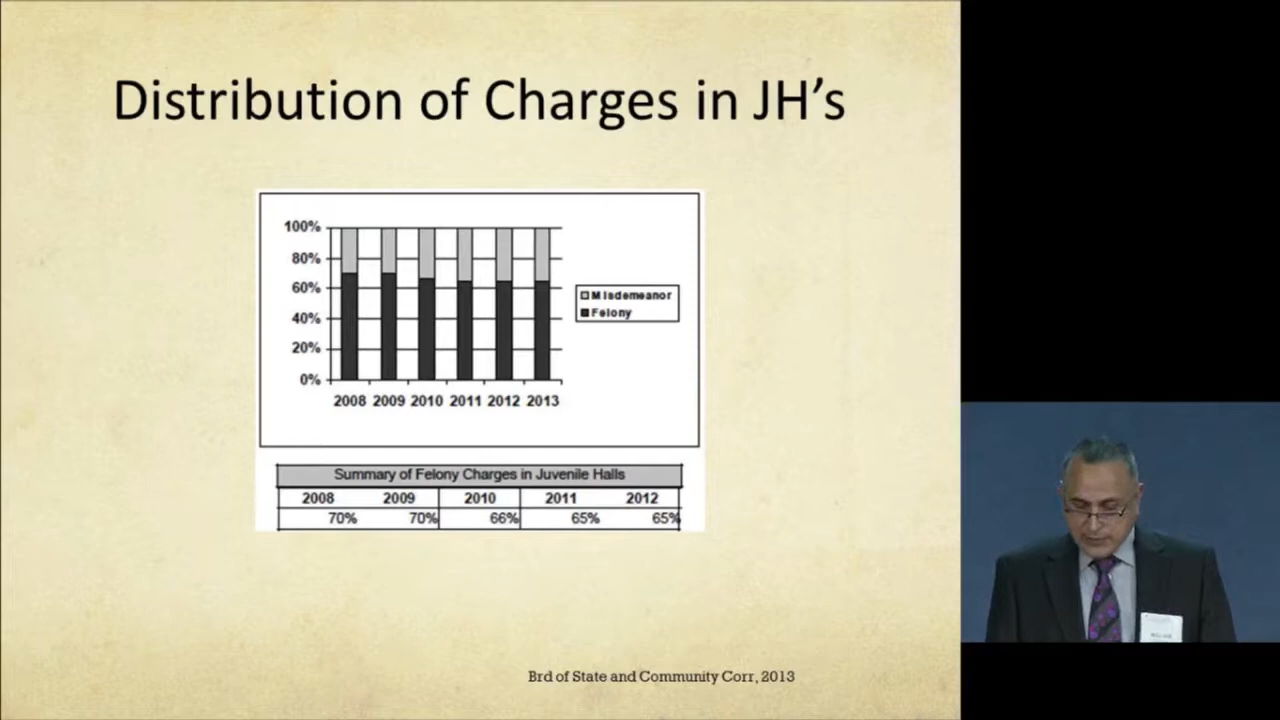 Distribution of Charges in JH's
100%
80%
60%
40%
20%
0%
2008 2009 2010 2011 2012 2013
Misdemeanor
Felony
Summary of Felony Charges in Juvenile Halls
2008 2009 2010 2011 2012
70% 70% 66% 65% 65%
Brd of State and Community Corr, 2013